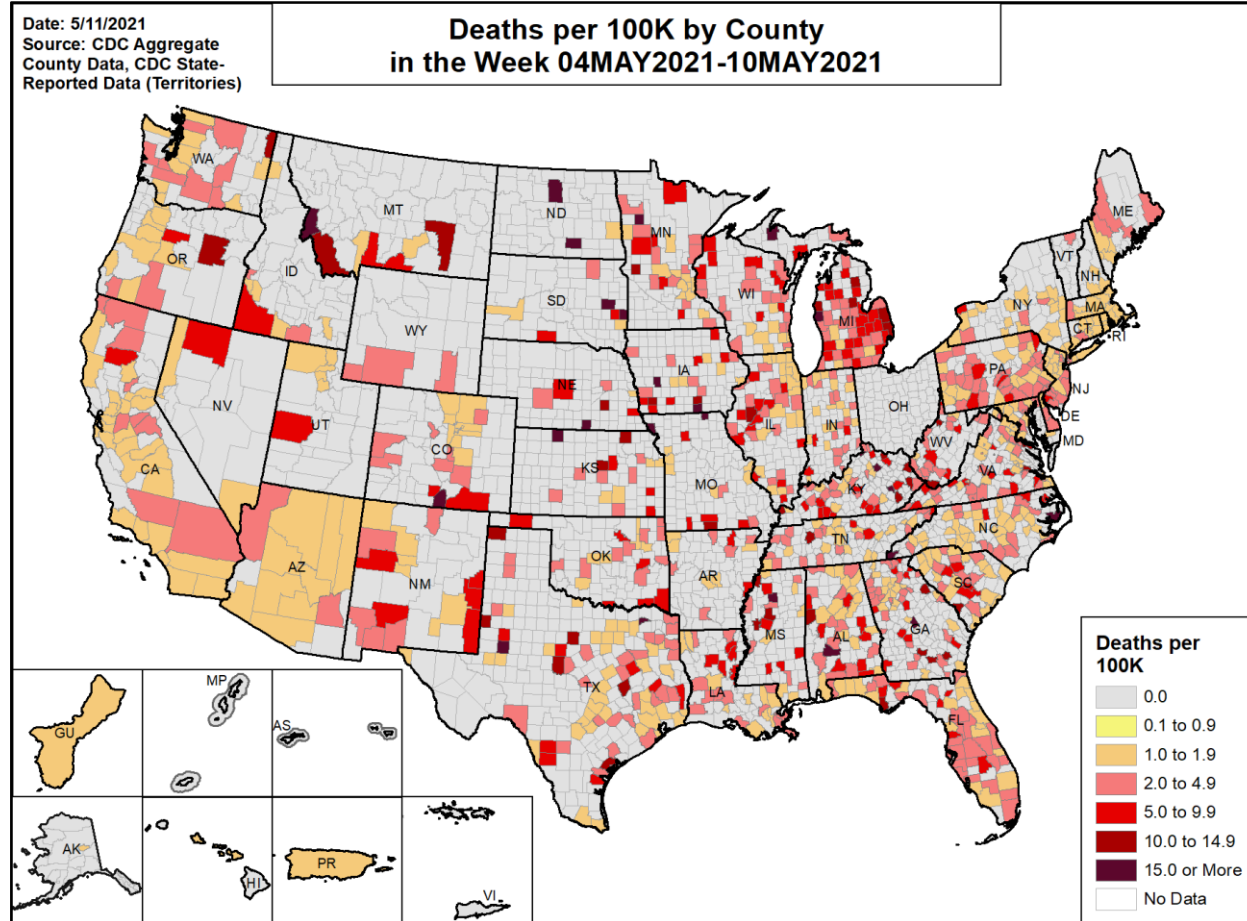 Date: 5/11/2021
Source: CDC Aggregate
County Data, CDC State-
Reported Data (Territories)
Deaths per 100K by County
in the Week 04MAY2021-10MAY2021
WA
MT
ND
MN
ME
OR
ID
SD
WI
MI
VT
NH
NY
MA
CT
RI
WY
IA
NE
PA
NJ
NV
UT
CO
IL
IN
OH
DE
MD
WV
VA
CA
KS
MO
KY
AZ
NM
OK
AR
TN
NC
SC
MS
AL
GA
TX
LA
FL
GU
MP
AS
AK
HI
PR
VI
Deaths per
100K
0.0
0.1 to 0.9
1.0 to 1.9
2.0 to 4.9
5.0 to 9.9
10.0 to 14.9
15.0 or More
No Data